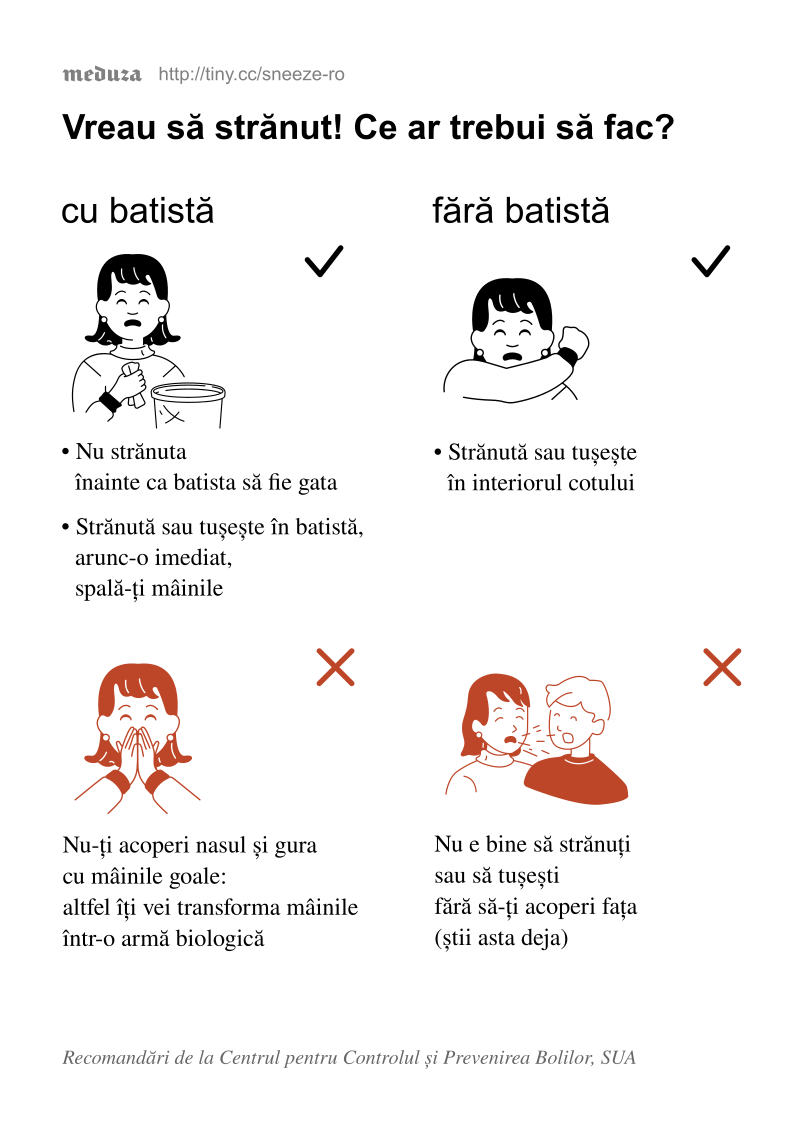 meduza http://tiny.cc/sneeze-ro
Vreau să strănut! Ce ar trebui să fac?
cu batistă
• Nu strănuta
înainte ca batista să fie gata
• Strănută sau tușește în batistă,
arunc-o imediat,
spală-ți mâinile
fără batistă
• Strănută sau tușește
în interiorul cotului
Nu-ți acoperi nasul și gura
cu mâinile goale:
altfel îți vei transforma mâinile
într-o armă biologică
Nu e bine să strănuți
sau să tușești
fără să-ți acoperi fața
(știi asta deja)
Recomandări de la Centrul pentru Controlul și Prevenirea Bolilor, SUA